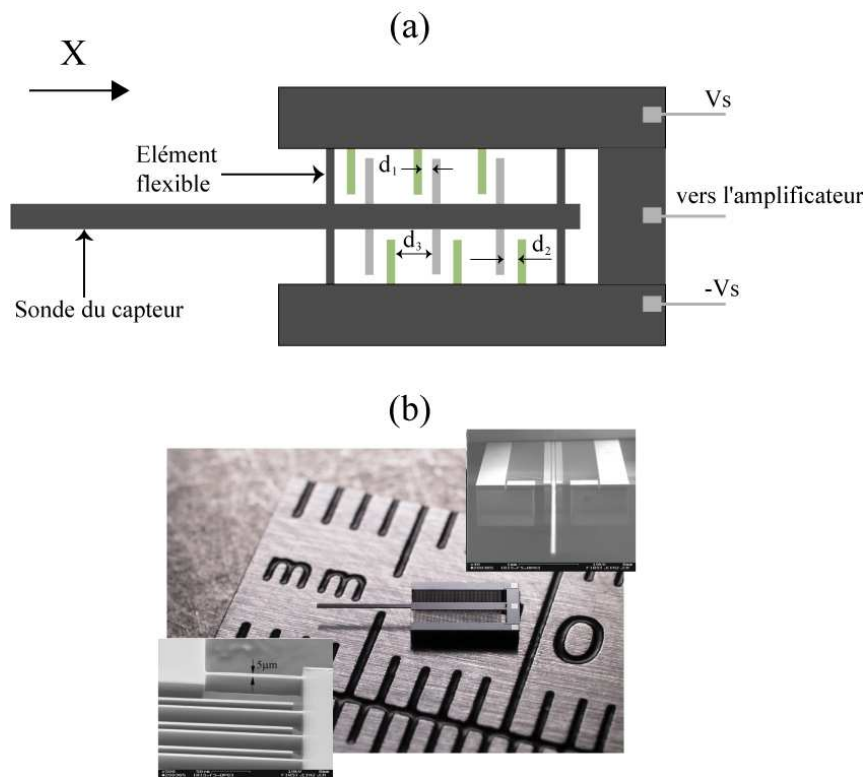 (a)
X
Vs
Elément
flexible
d1
vers l'amplificateur
d3
d2
Sonde du capteur
-Vs
(b)
mm
5µm
0